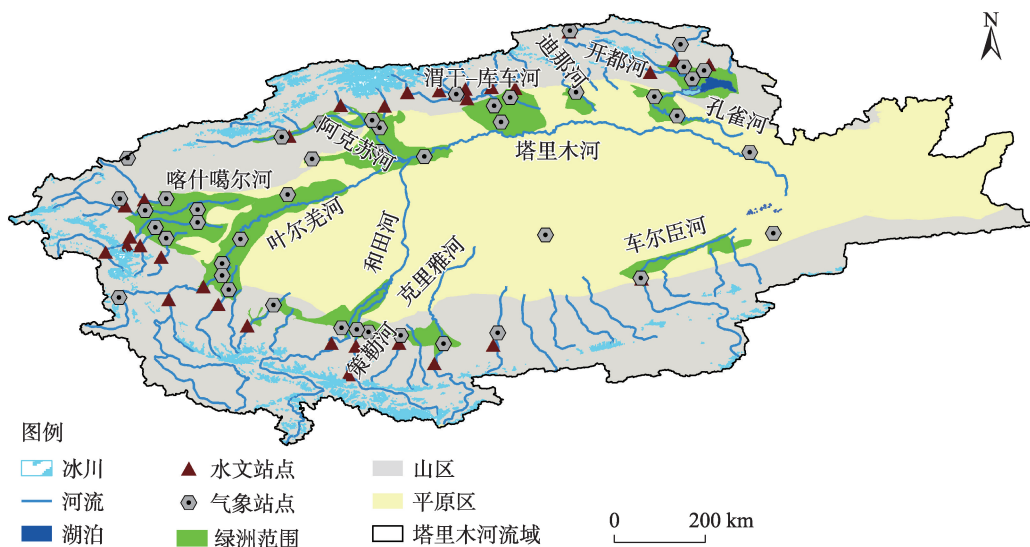 N
迪那河
开都河
渭干–库车河
孔雀河
阿克苏河
塔里木河
喀什噶尔河
叶尔羌河
和田河
克里雅河
车尔臣河
策勒河
图例
冰川
水文站点
山区
河流
气象站点
平原区
湖泊
绿洲范围
塔里木河流域
0 200 km